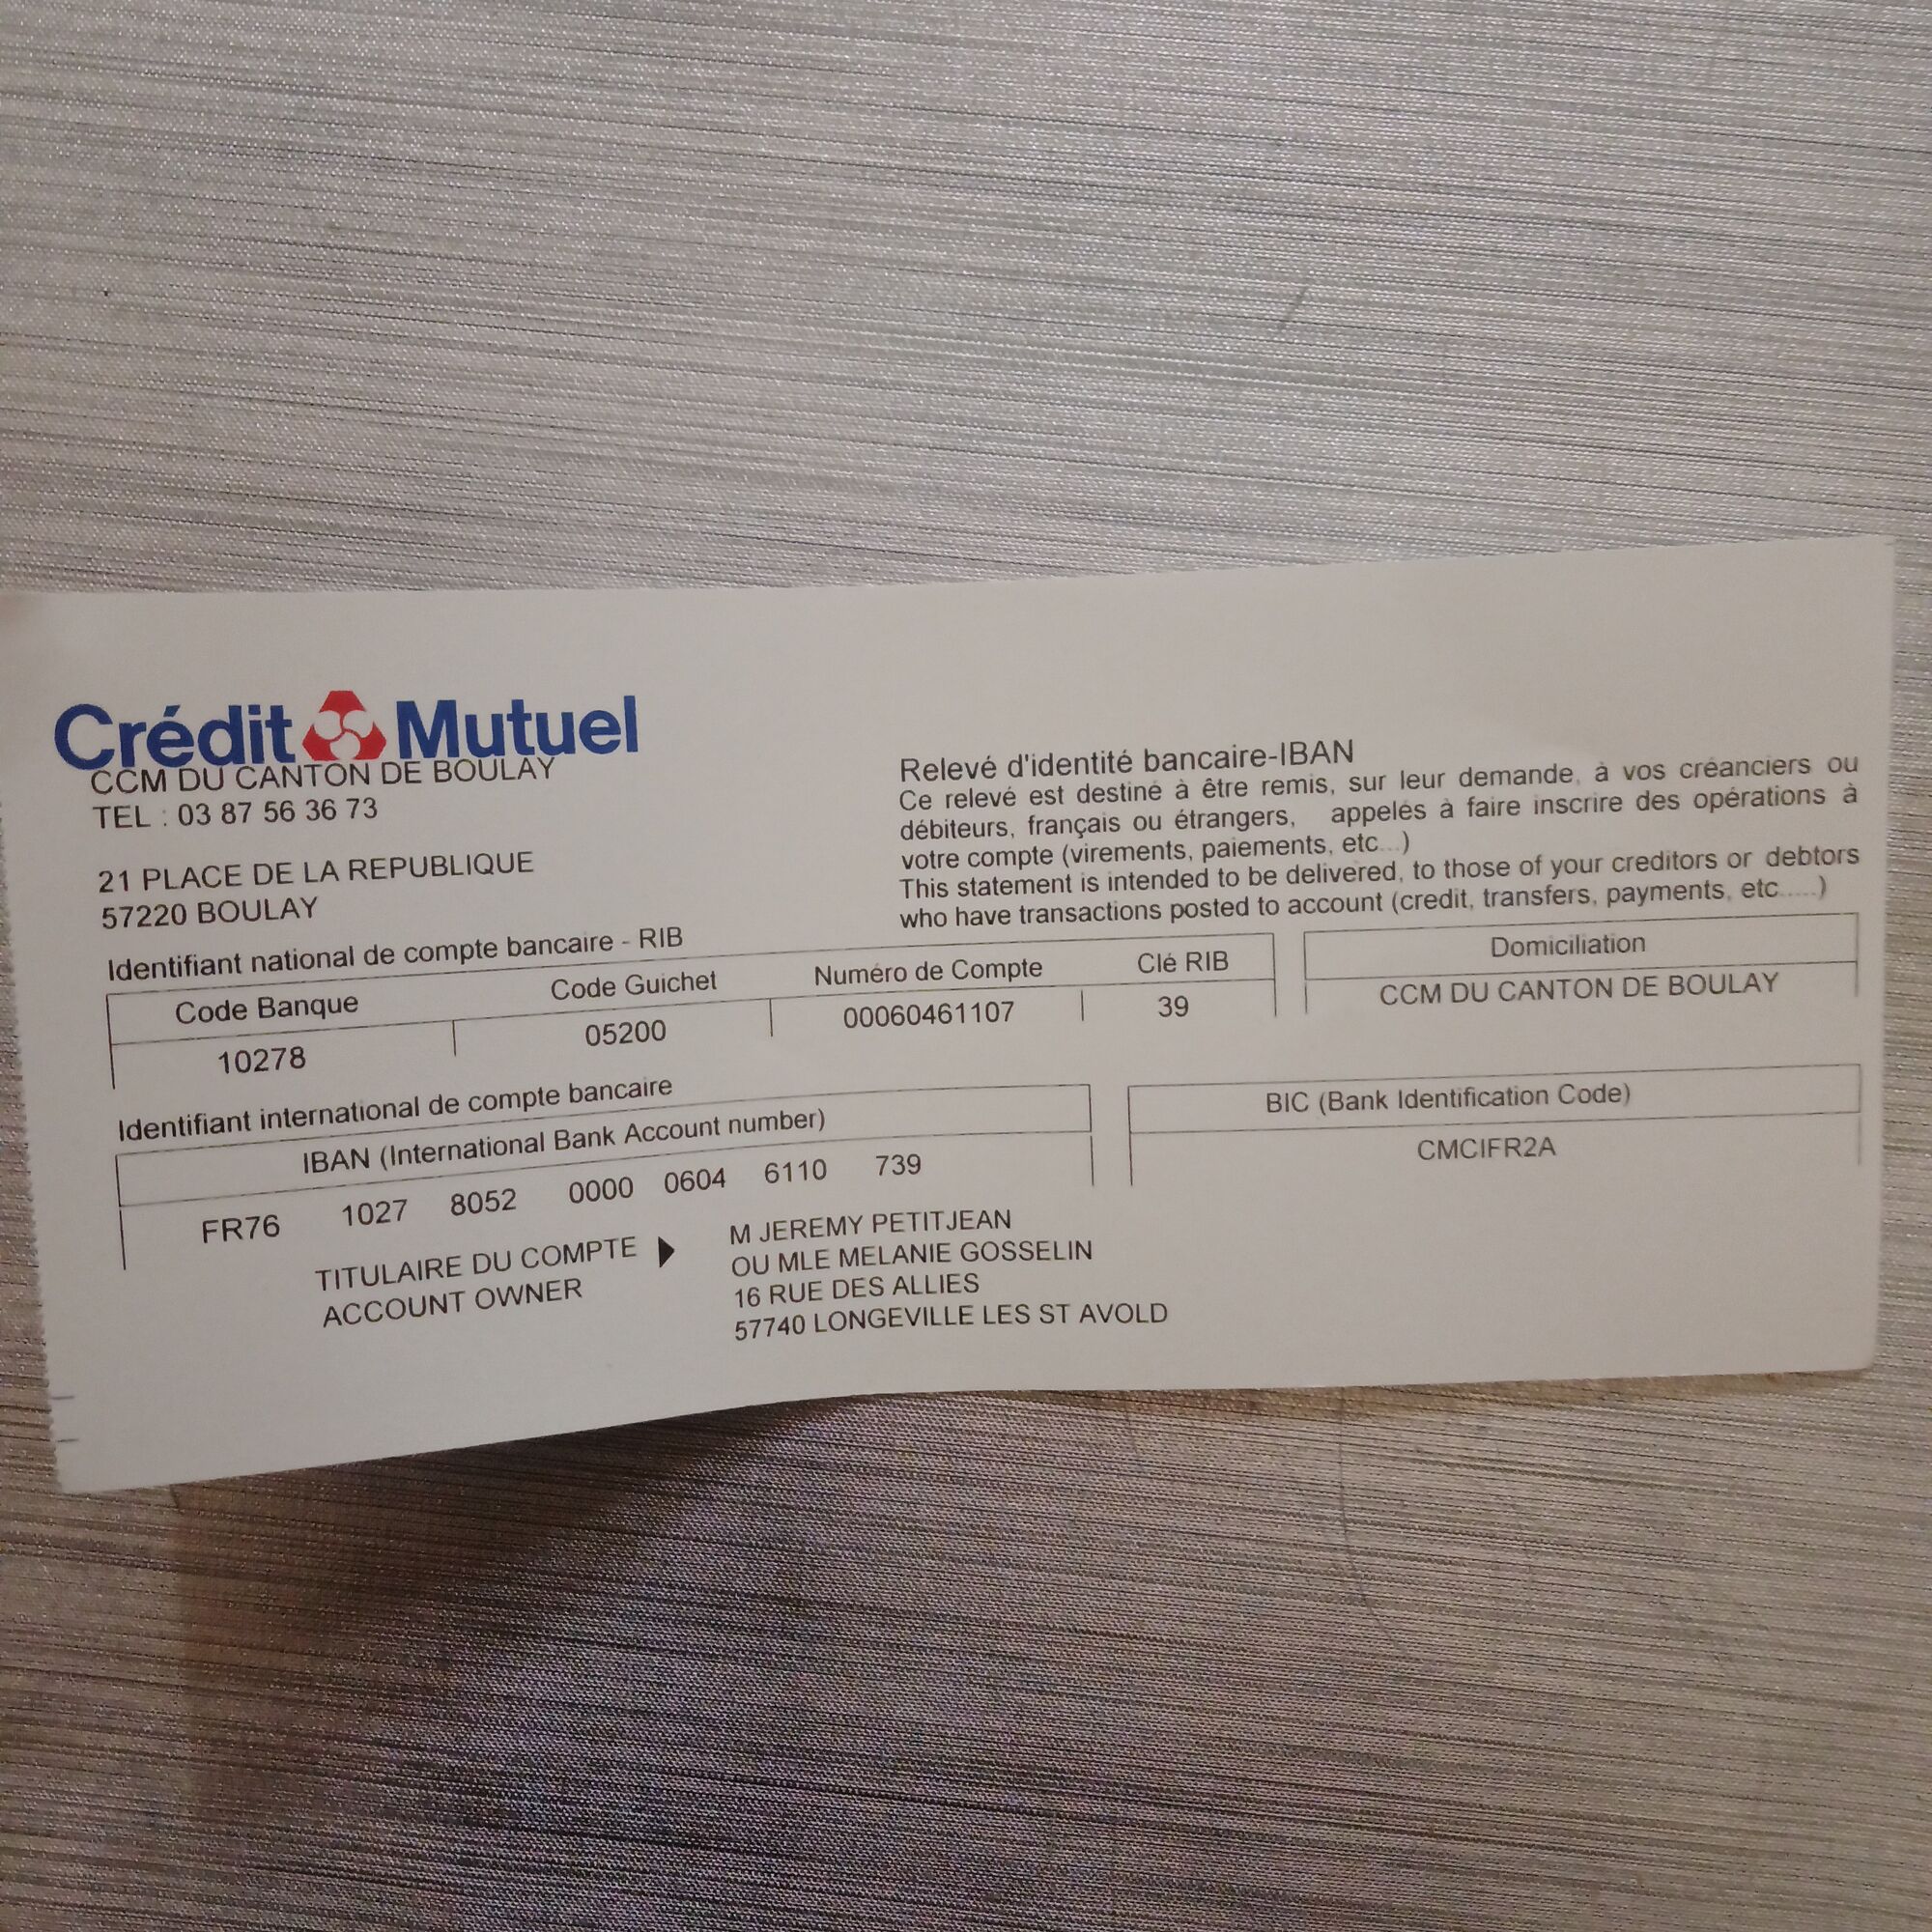 Crédit Mutuel
CCM DU CANTON DE BOULAY
TEL : 03 87 56 36 73
21 PLACE DE LA REPUBLIQUE
57220 BOULAY
Relevé d'identité bancaire-IBAN
Ce relevé est destiné à être remis, sur leur demande, à vos créanciers ou
débiteurs, français ou étrangers, appelés à faire inscrire des opérations à
votre compte (virements, paiements, etc...)
This statement is intended to be delivered, to those of your creditors or debtors
who have transactions posted to account (credit, transfers, payments, etc.....)
Identifiant national de compte bancaire - RIB
Code Banque Code Guichet Numéro de Compte Clé RIB
10278 05200 00060461107 39
Domiciliation
CCM DU CANTON DE BOULAY
Identifiant international de compte bancaire
IBAN (International Bank Account number)
FR76 1027 8052 0000 0604 6110 739
BIC (Bank Identification Code)
CMCIFR2A
TITULAIRE DU COMPTE
ACCOUNT OWNER
M JEREMY PETITJEAN
OU MLE MELANIE GOSSELIN
16 RUE DES ALLIES
57740 LONGEVILLE LES ST AVOLD